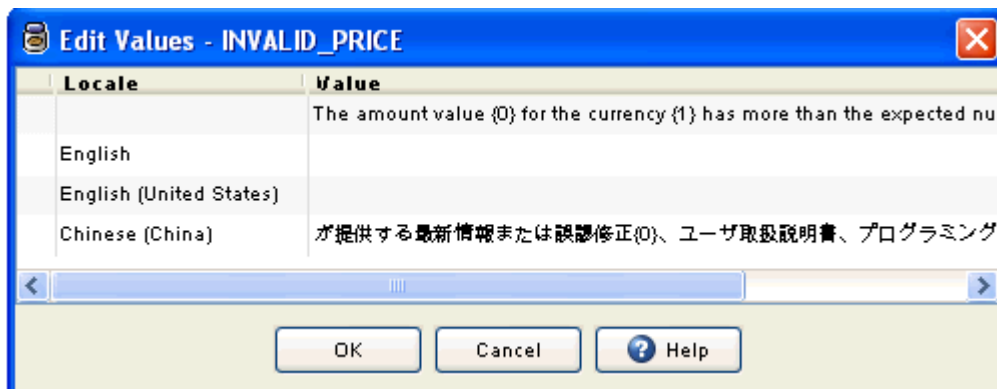 Edit Values - INVALID_PRICE
Locale Value
The amount value {0} for the currency {1} has more than the expected nu
English
English (United States)
Chinese (China) が提供する最新情報または誤謬修正{0}、ユーザ取扱説明書、プログラミング
OK Cancel Help